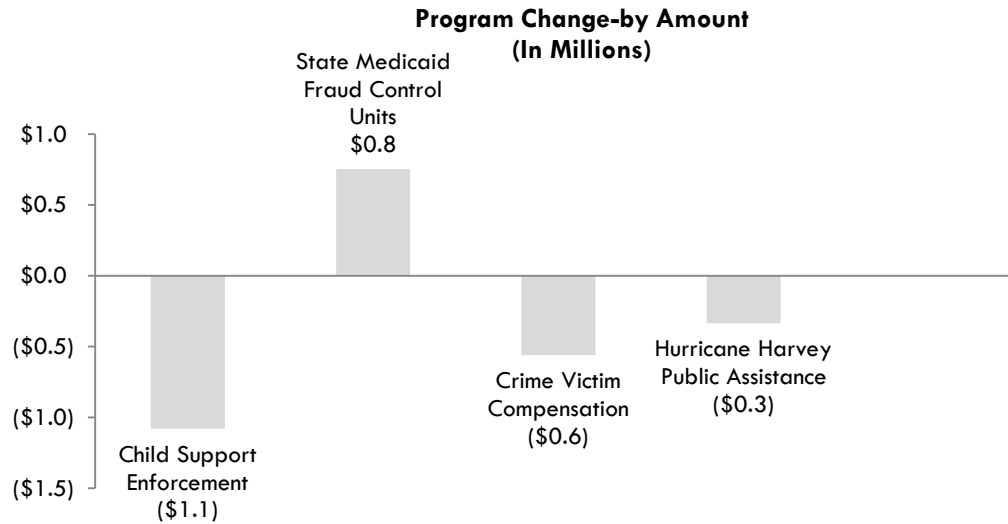 Program Change-by Amount
(In Millions)
State Medicaid
Fraud Control
Units
$0.8
$1.0
$0.5
$0.0
($0.5)
($1.0)
($1.5)
Child Support
Enforcement
($1.1)
Crime Victim
Compensation
($0.6)
Hurricane Harvey
Public Assistance
($0.3)